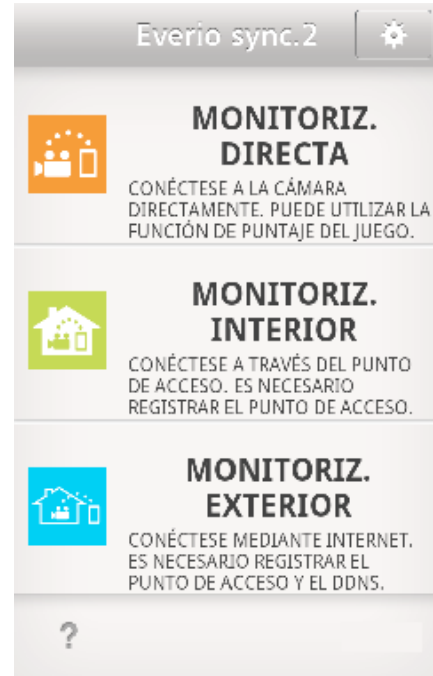 Everio sync.2
MONITORIZ.
DIRECTA
CONÉCTESE A LA CÁMARA
DIRECTAMENTE. PUEDE UTILIZAR LA
FUNCIÓN DE PUNTAJE DEL JUEGO.
MONITORIZ.
INTERIOR
CONÉCTESE A TRAVÉS DEL PUNTO
DE ACCESO. ES NECESARIO
REGISTRAR EL PUNTO DE ACCESO.
MONITORIZ.
EXTERIOR
CONÉCTESE MEDIANTE INTERNET.
ES NECESARIO REGISTRAR EL
PUNTO DE ACCESO Y EL DDNS.
?